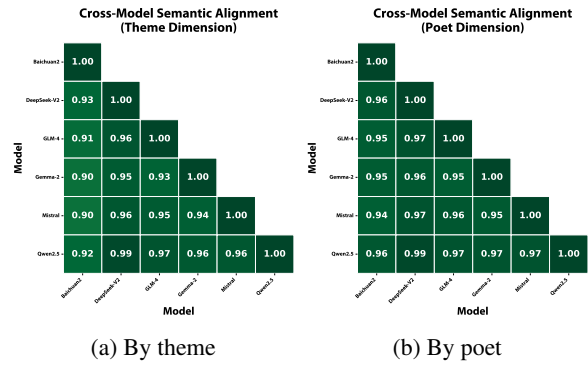 Cross-Model Semantic Alignment
(Theme Dimension)
Model
Baichuan2 1.00
DeepSeek-V2 0.93 1.00
GLM-4 0.91 0.96 1.00
Gemma-2 0.90 0.95 0.93 1.00
Mistral 0.90 0.96 0.95 0.94 1.00
Qwen2.5 0.92 0.99 0.97 0.96 0.96 1.00
Baichuan2 DeepSeek-V2 GLM-4 Gemma-2 Mistral Qwen2.5
Model
(a) By theme
Cross-Model Semantic Alignment
(Poet Dimension)
Model
Baichuan2 1.00
DeepSeek-V2 0.96 1.00
GLM-4 0.95 0.97 1.00
Gemma-2 0.95 0.96 0.95 1.00
Mistral 0.94 0.97 0.96 0.95 1.00
Qwen2.5 0.96 0.99 0.97 0.97 0.97 1.00
Baichuan2 DeepSeek-V2 GLM-4 Gemma-2 Mistral Qwen2.5
Model
(b) By poet